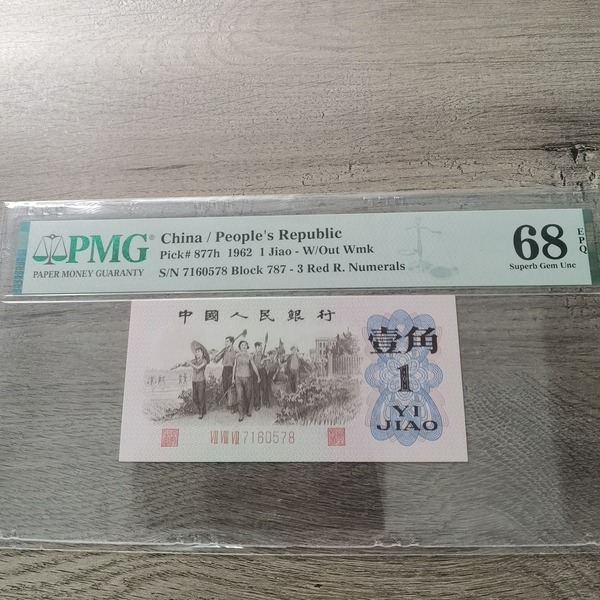 PMG®
PAPER MONEY GUARANTY
China / People's Republic
Pick# 877h 1962 1 Jiao - W/Out Wmk
S/N 7160578 Block 787 - 3 Red R. Numerals
68
EPQ
Superb Gem Unc
中國人民銀行
壹角
1
YI
JIAO
VII VIII VII 7160578